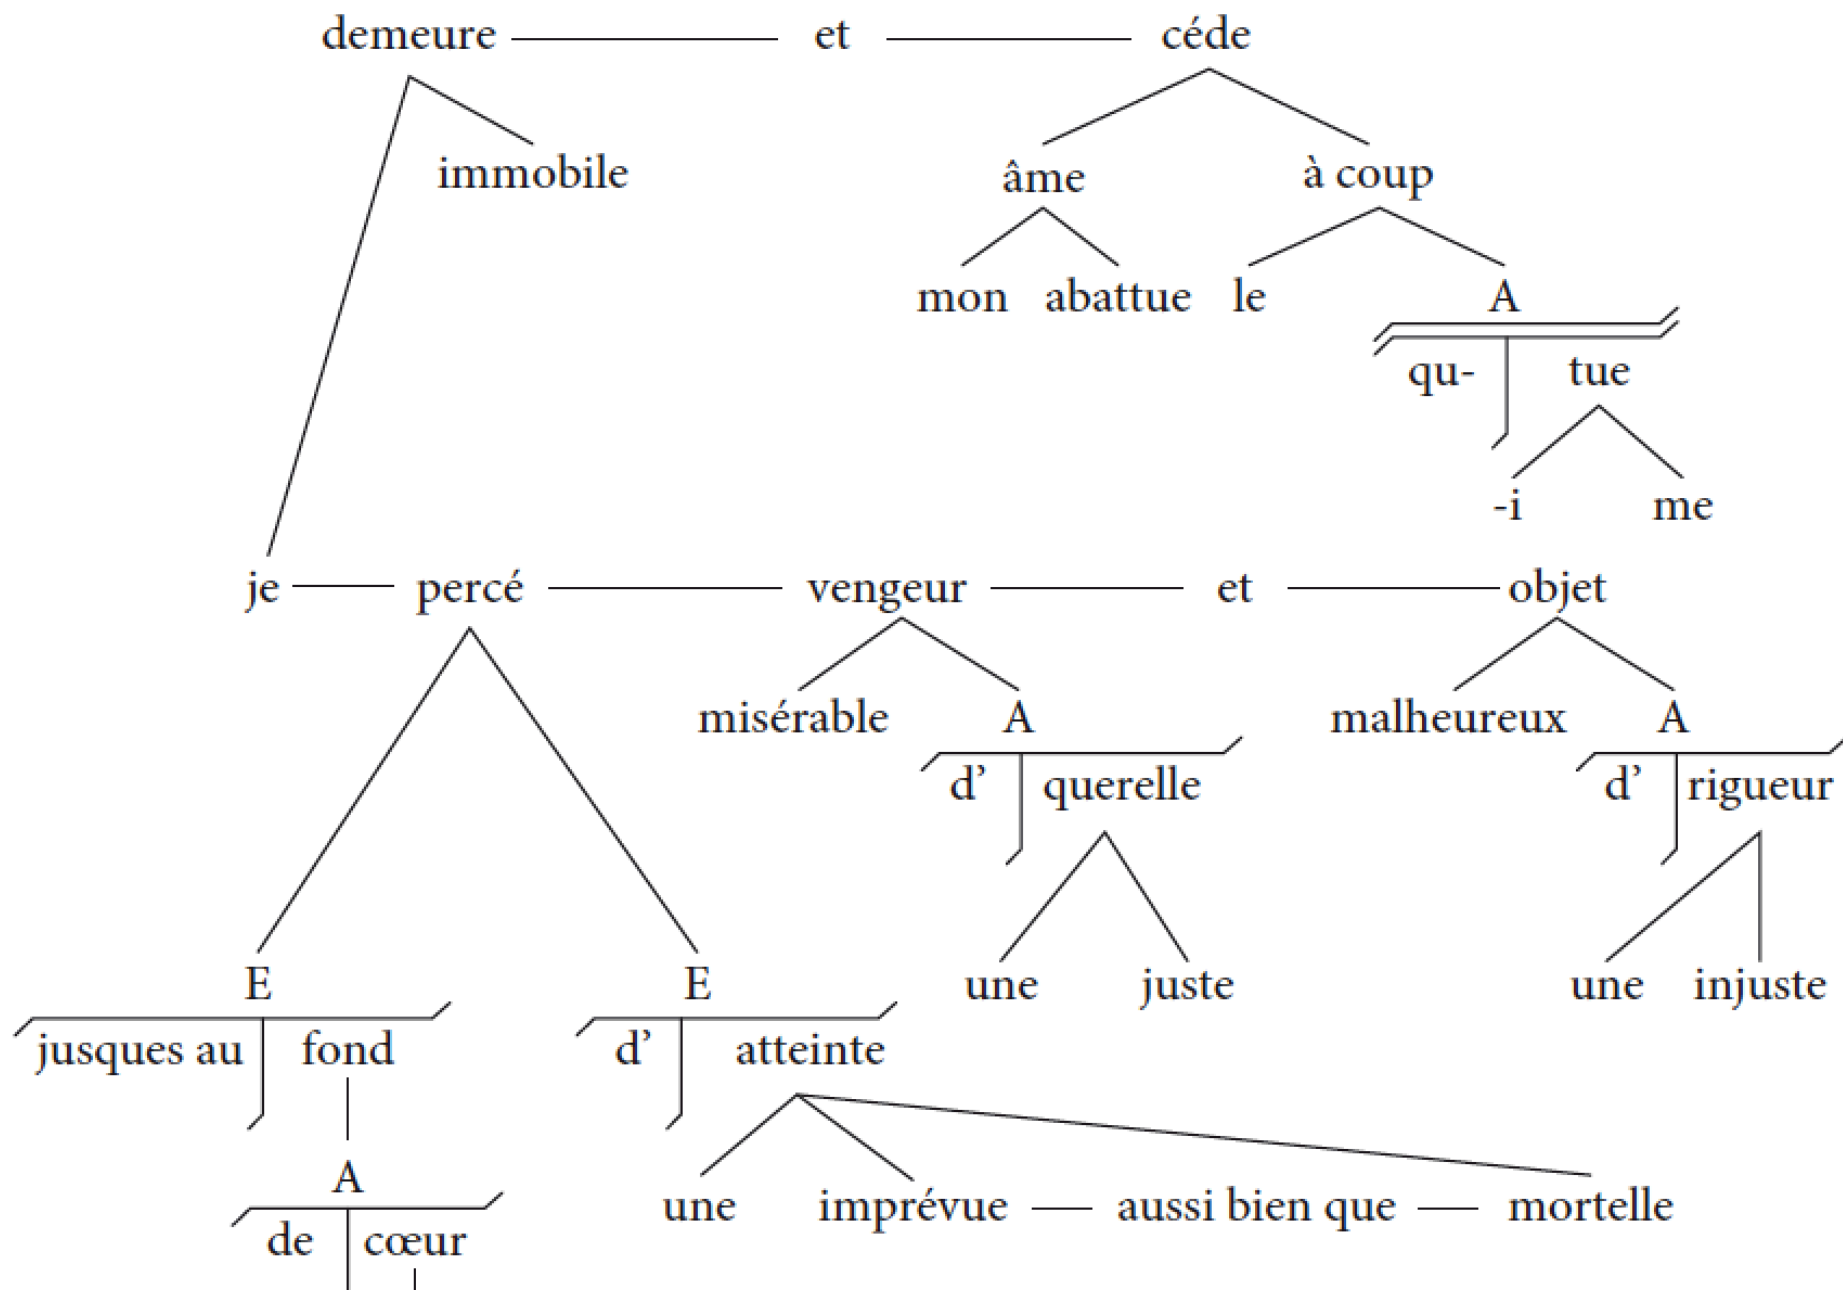 demeure et céde
immobile âme à coup
mon abattue le A
qu- tue
-i me
je percé vengeur et objet
misérable A malheureux A
d’ querelle d’ rigueur
E E une juste une injuste
jusques au fond d’ atteinte
A
une imprévue aussi bien que mortelle
de cœur